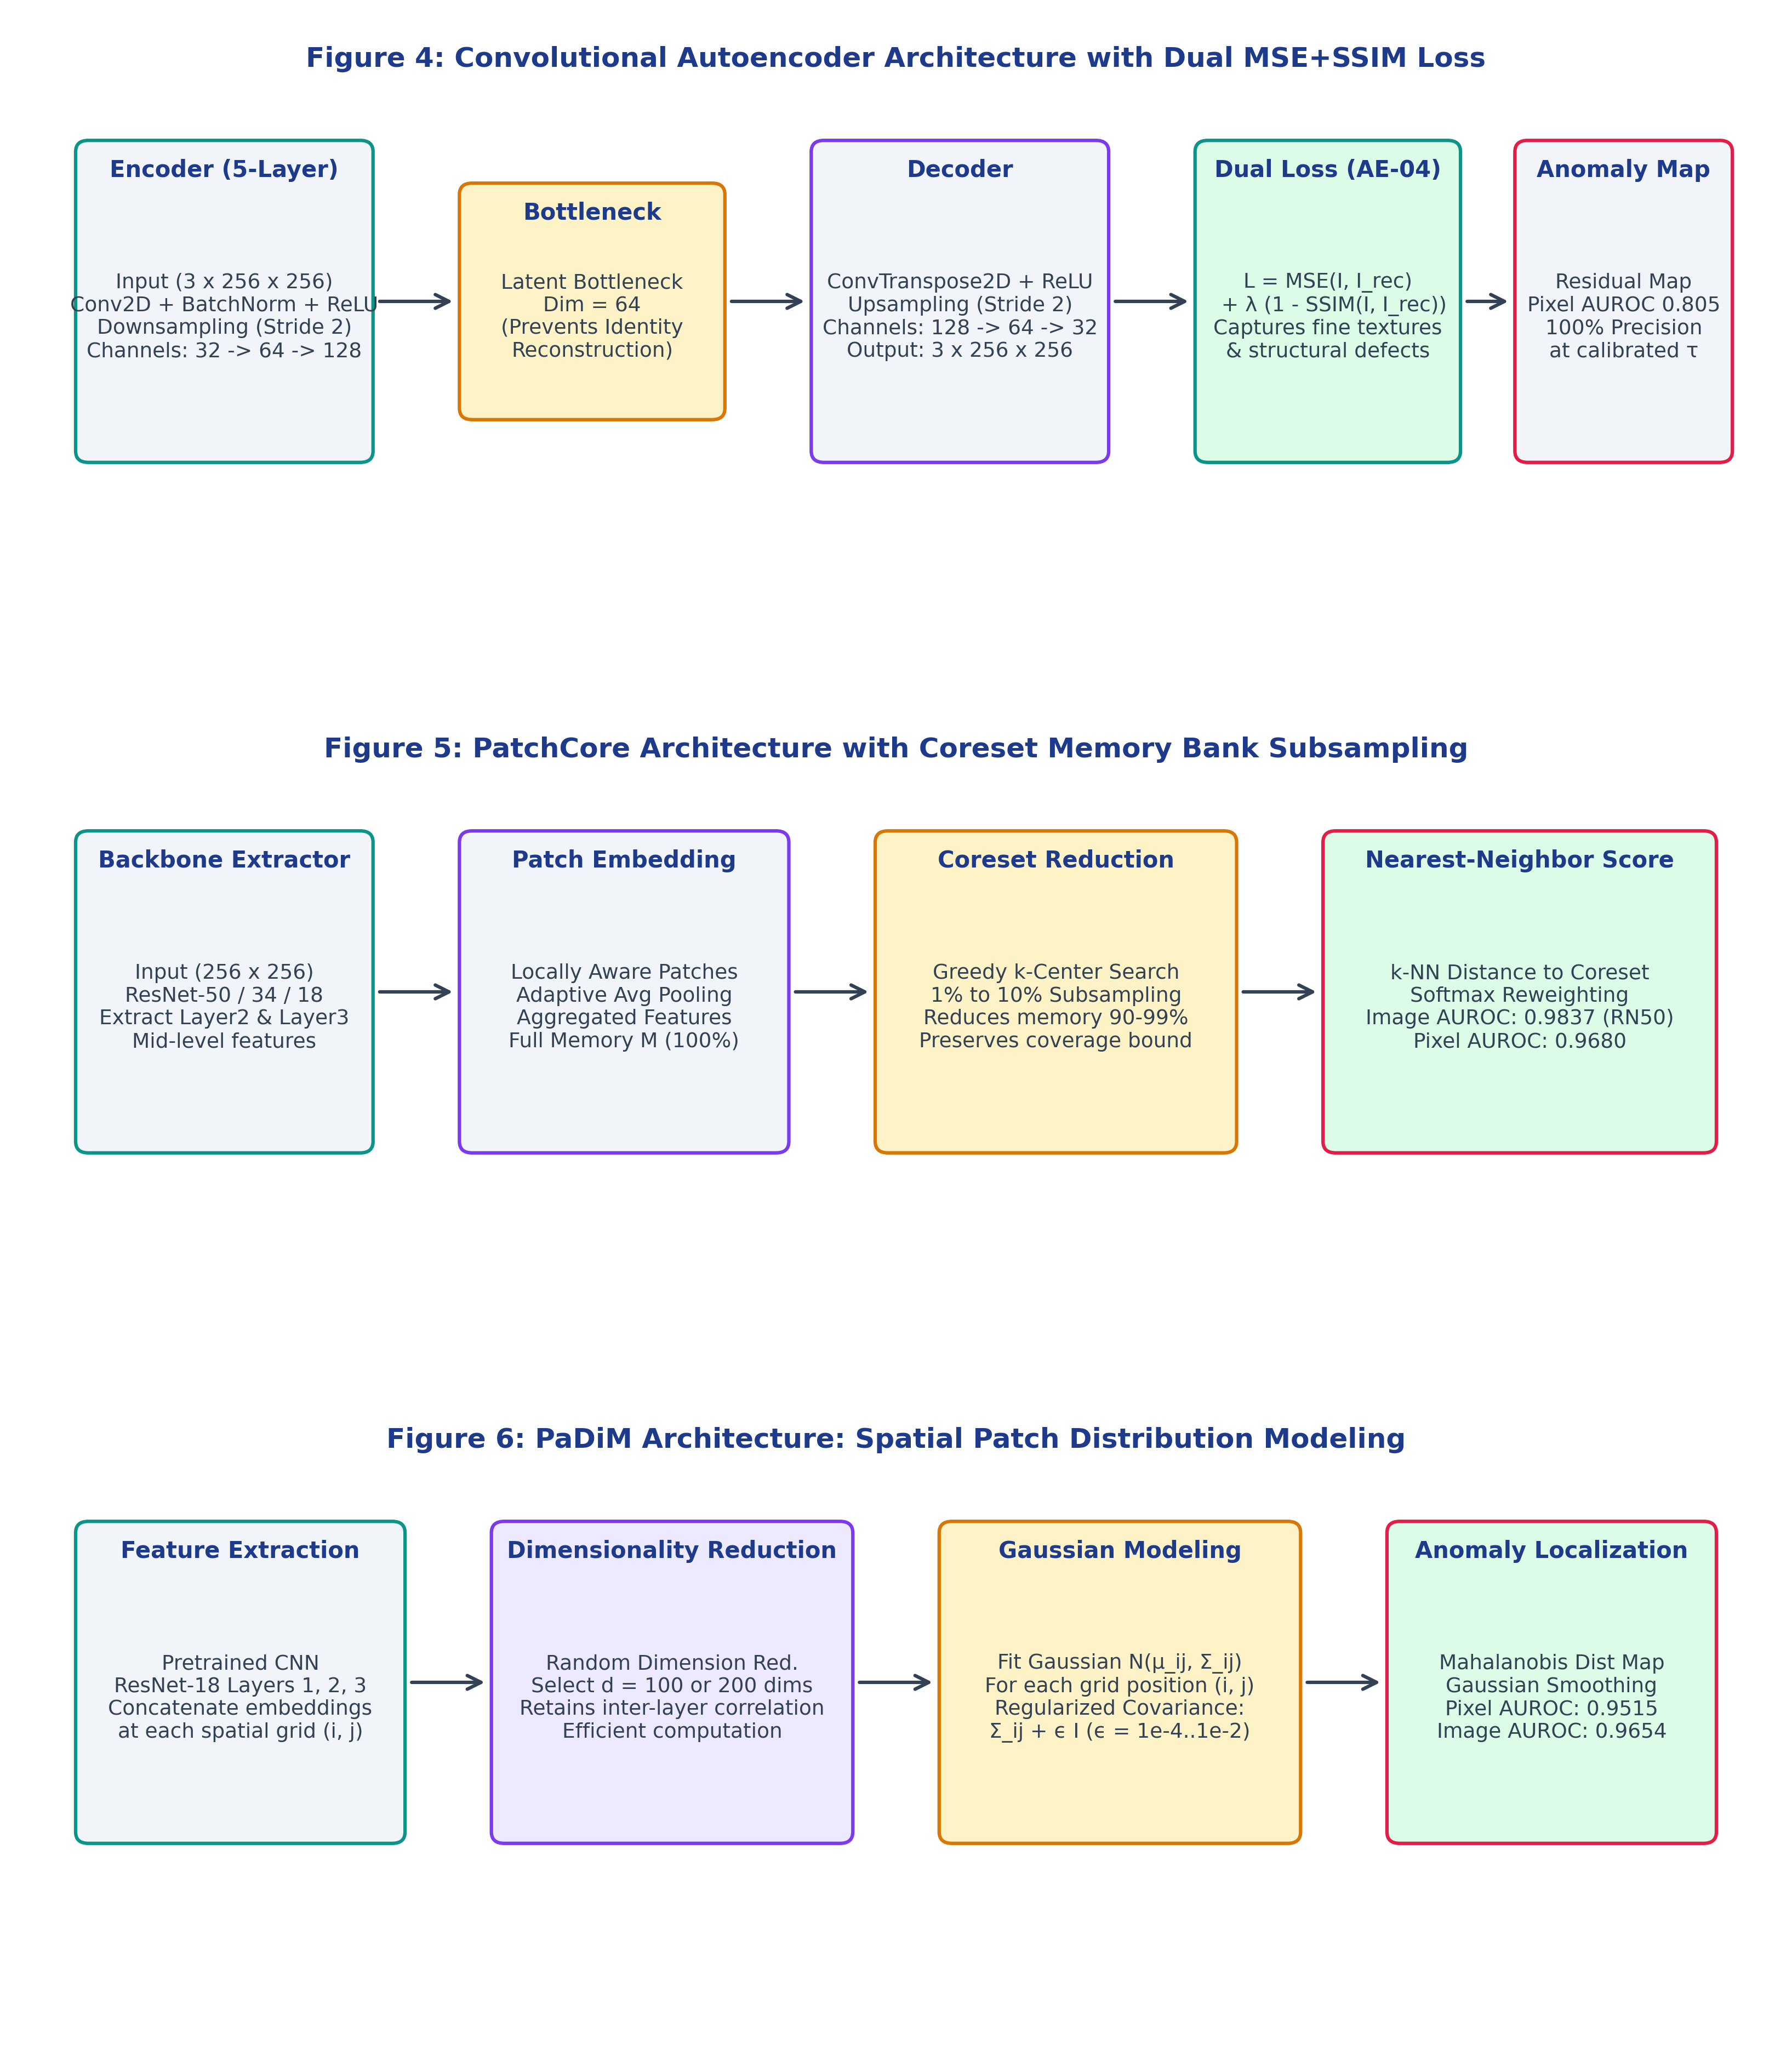 Figure 4: Convolutional Autoencoder Architecture with Dual MSE+SSIM Loss
Encoder (5-Layer)
Input (3 x 256 x 256)
Conv2D + BatchNorm + ReLU
Downsampling (Stride 2)
Channels: 32 -> 64 -> 128
Bottleneck
Latent Bottleneck
Dim = 64
(Prevents Identity
Reconstruction)
Decoder
ConvTranspose2D + ReLU
Upsampling (Stride 2)
Channels: 128 -> 64 -> 32
Output: 3 x 256 x 256
Dual Loss (AE-04)
L = MSE(I, I_rec)
+ λ (1 - SSIM(I, I_rec))
Captures fine textures
& structural defects
Anomaly Map
Residual Map
Pixel AUROC 0.805
100% Precision
at calibrated τ
Figure 5: PatchCore Architecture with Coreset Memory Bank Subsampling
Backbone Extractor
Input (256 x 256)
ResNet-50 / 34 / 18
Extract Layer2 & Layer3
Mid-level features
Patch Embedding
Locally Aware Patches
Adaptive Avg Pooling
Aggregated Features
Full Memory M (100%)
Coreset Reduction
Greedy k-Center Search
1% to 10% Subsampling
Reduces memory 90-99%
Preserves coverage bound
Nearest-Neighbor Score
k-NN Distance to Coreset
Softmax Reweighting
Image AUROC: 0.9837 (RN50)
Pixel AUROC: 0.9680
Figure 6: PaDiM Architecture: Spatial Patch Distribution Modeling
Feature Extraction
Pretrained CNN
ResNet-18 Layers 1, 2, 3
Concatenate embeddings
at each spatial grid (i, j)
Dimensionality Reduction
Random Dimension Red.
Select d = 100 or 200 dims
Retains inter-layer correlation
Efficient computation
Gaussian Modeling
Fit Gaussian N(μ_ij, Σ_ij)
For each grid position (i, j)
Regularized Covariance:
Σ_ij + ϵ I (ϵ = 1e-4..1e-2)
Anomaly Localization
Mahalanobis Dist Map
Gaussian Smoothing
Pixel AUROC: 0.9515
Image AUROC: 0.9654